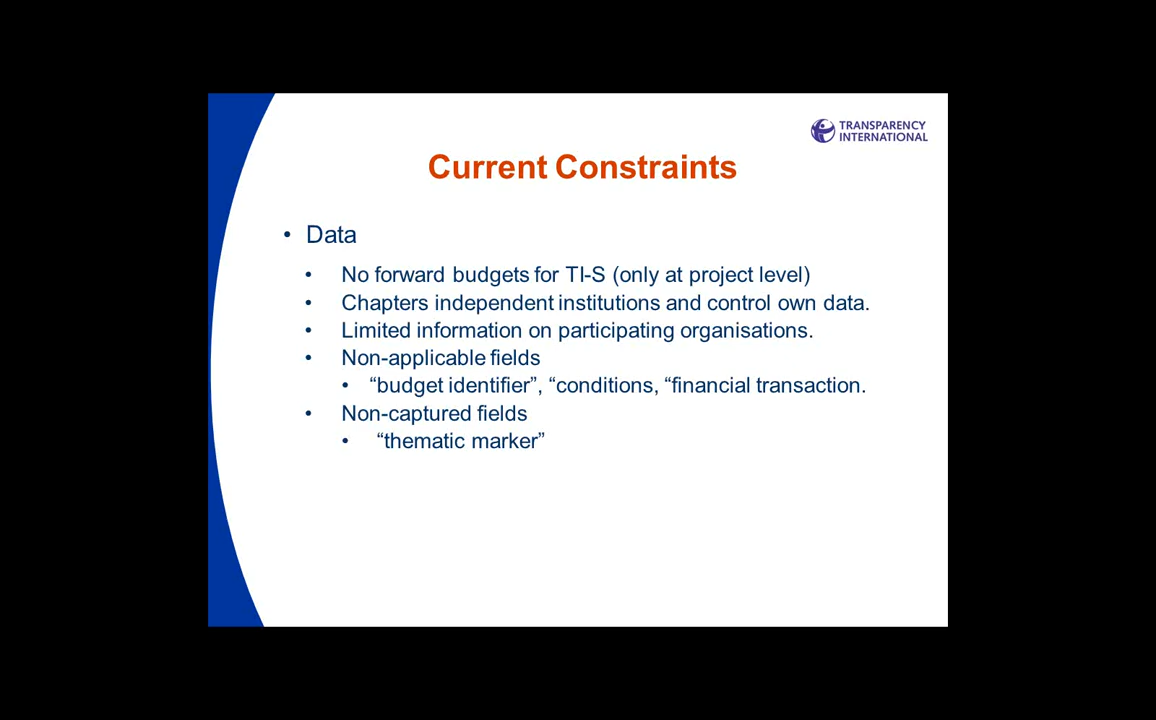 TRANSPARENCY
INTERNATIONAL
Current Constraints
• Data
• No forward budgets for TI-S (only at project level)
• Chapters independent institutions and control own data.
• Limited information on participating organisations.
• Non-applicable fields
• “budget identifier”, “conditions, “financial transaction.
• Non-captured fields
• “thematic marker”